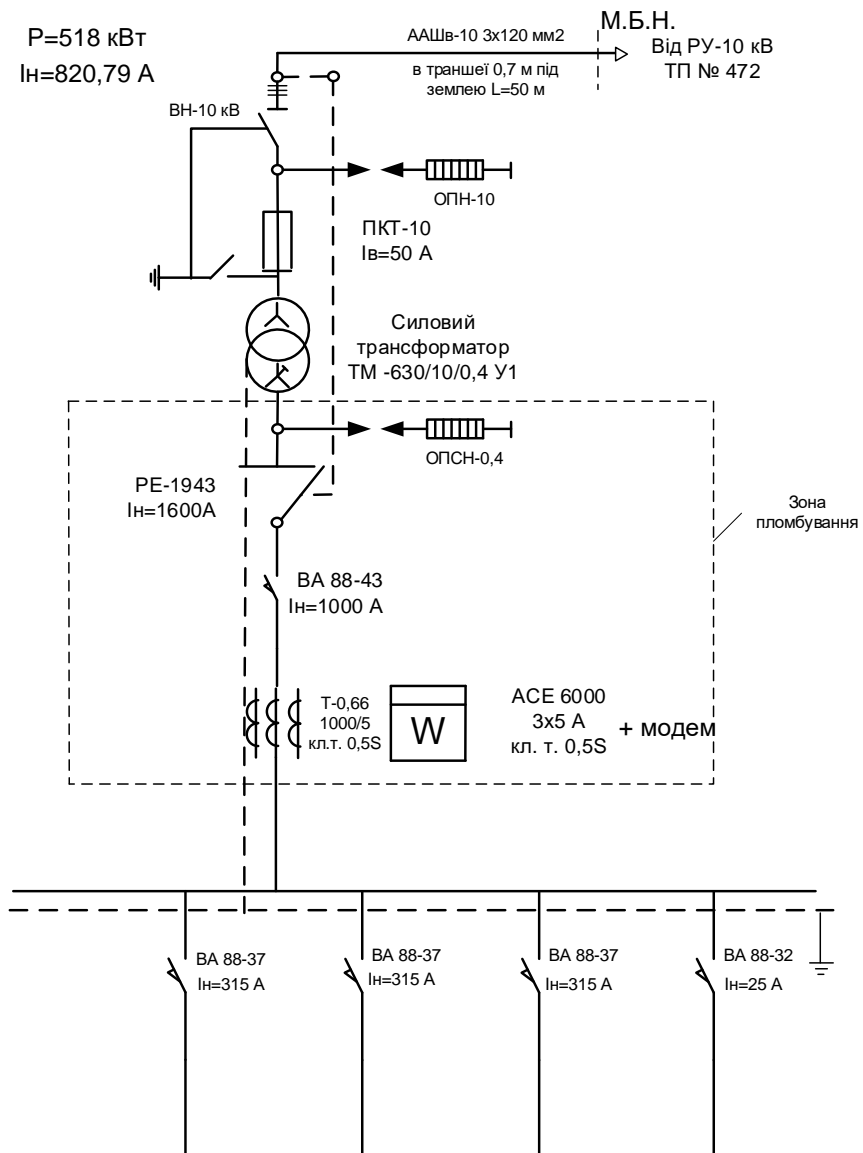 Р=518 кВт
Ін=820,79 А
ААШв-10 3х120 мм2
в траншеї 0,7 м під
землею L=50 м
М.Б.Н.
Від РУ-10 кВ
ТП № 472
ВН-10 кВ
ОПН-10
ПКТ-10
Ів=50 А
Силовий
трансформатор
ТМ -630/10/0,4 У1
ОПСН-0,4
РЕ-1943
Ін=1600А
Зона
пломбування
ВА 88-43
Ін=1000 А
Т-0,66
1000/5
кл.т. 0,5S
W
ACE 6000
3х5 А
кл. т. 0,5S
+ модем
ВА 88-37
Ін=315 А
ВА 88-37
Ін=315 А
ВА 88-37
Ін=315 А
ВА 88-32
Ін=25 А